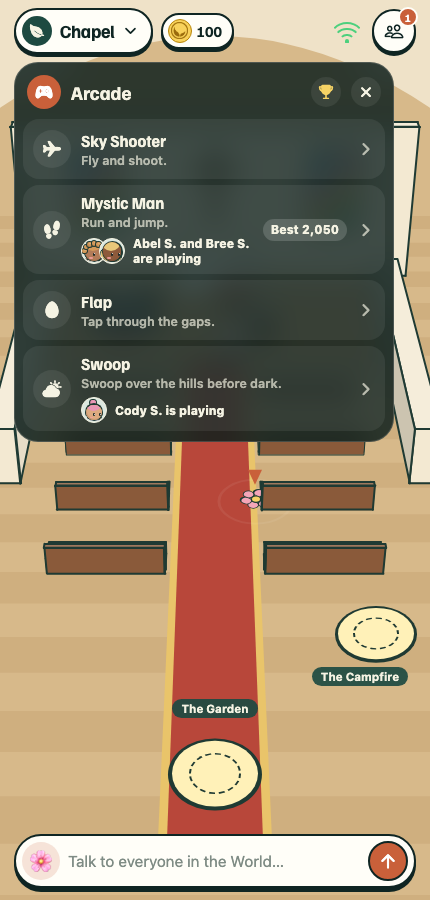 Chapel
100
1
Arcade
Sky Shooter
Fly and shoot.
Mystic Man
Run and jump.
Abel S. and Bree S.
are playing
Best 2,050
Flap
Tap through the gaps.
Swoop
Swoop over the hills before dark.
Cody S. is playing
The Campfire
The Garden
Talk to everyone in the World...